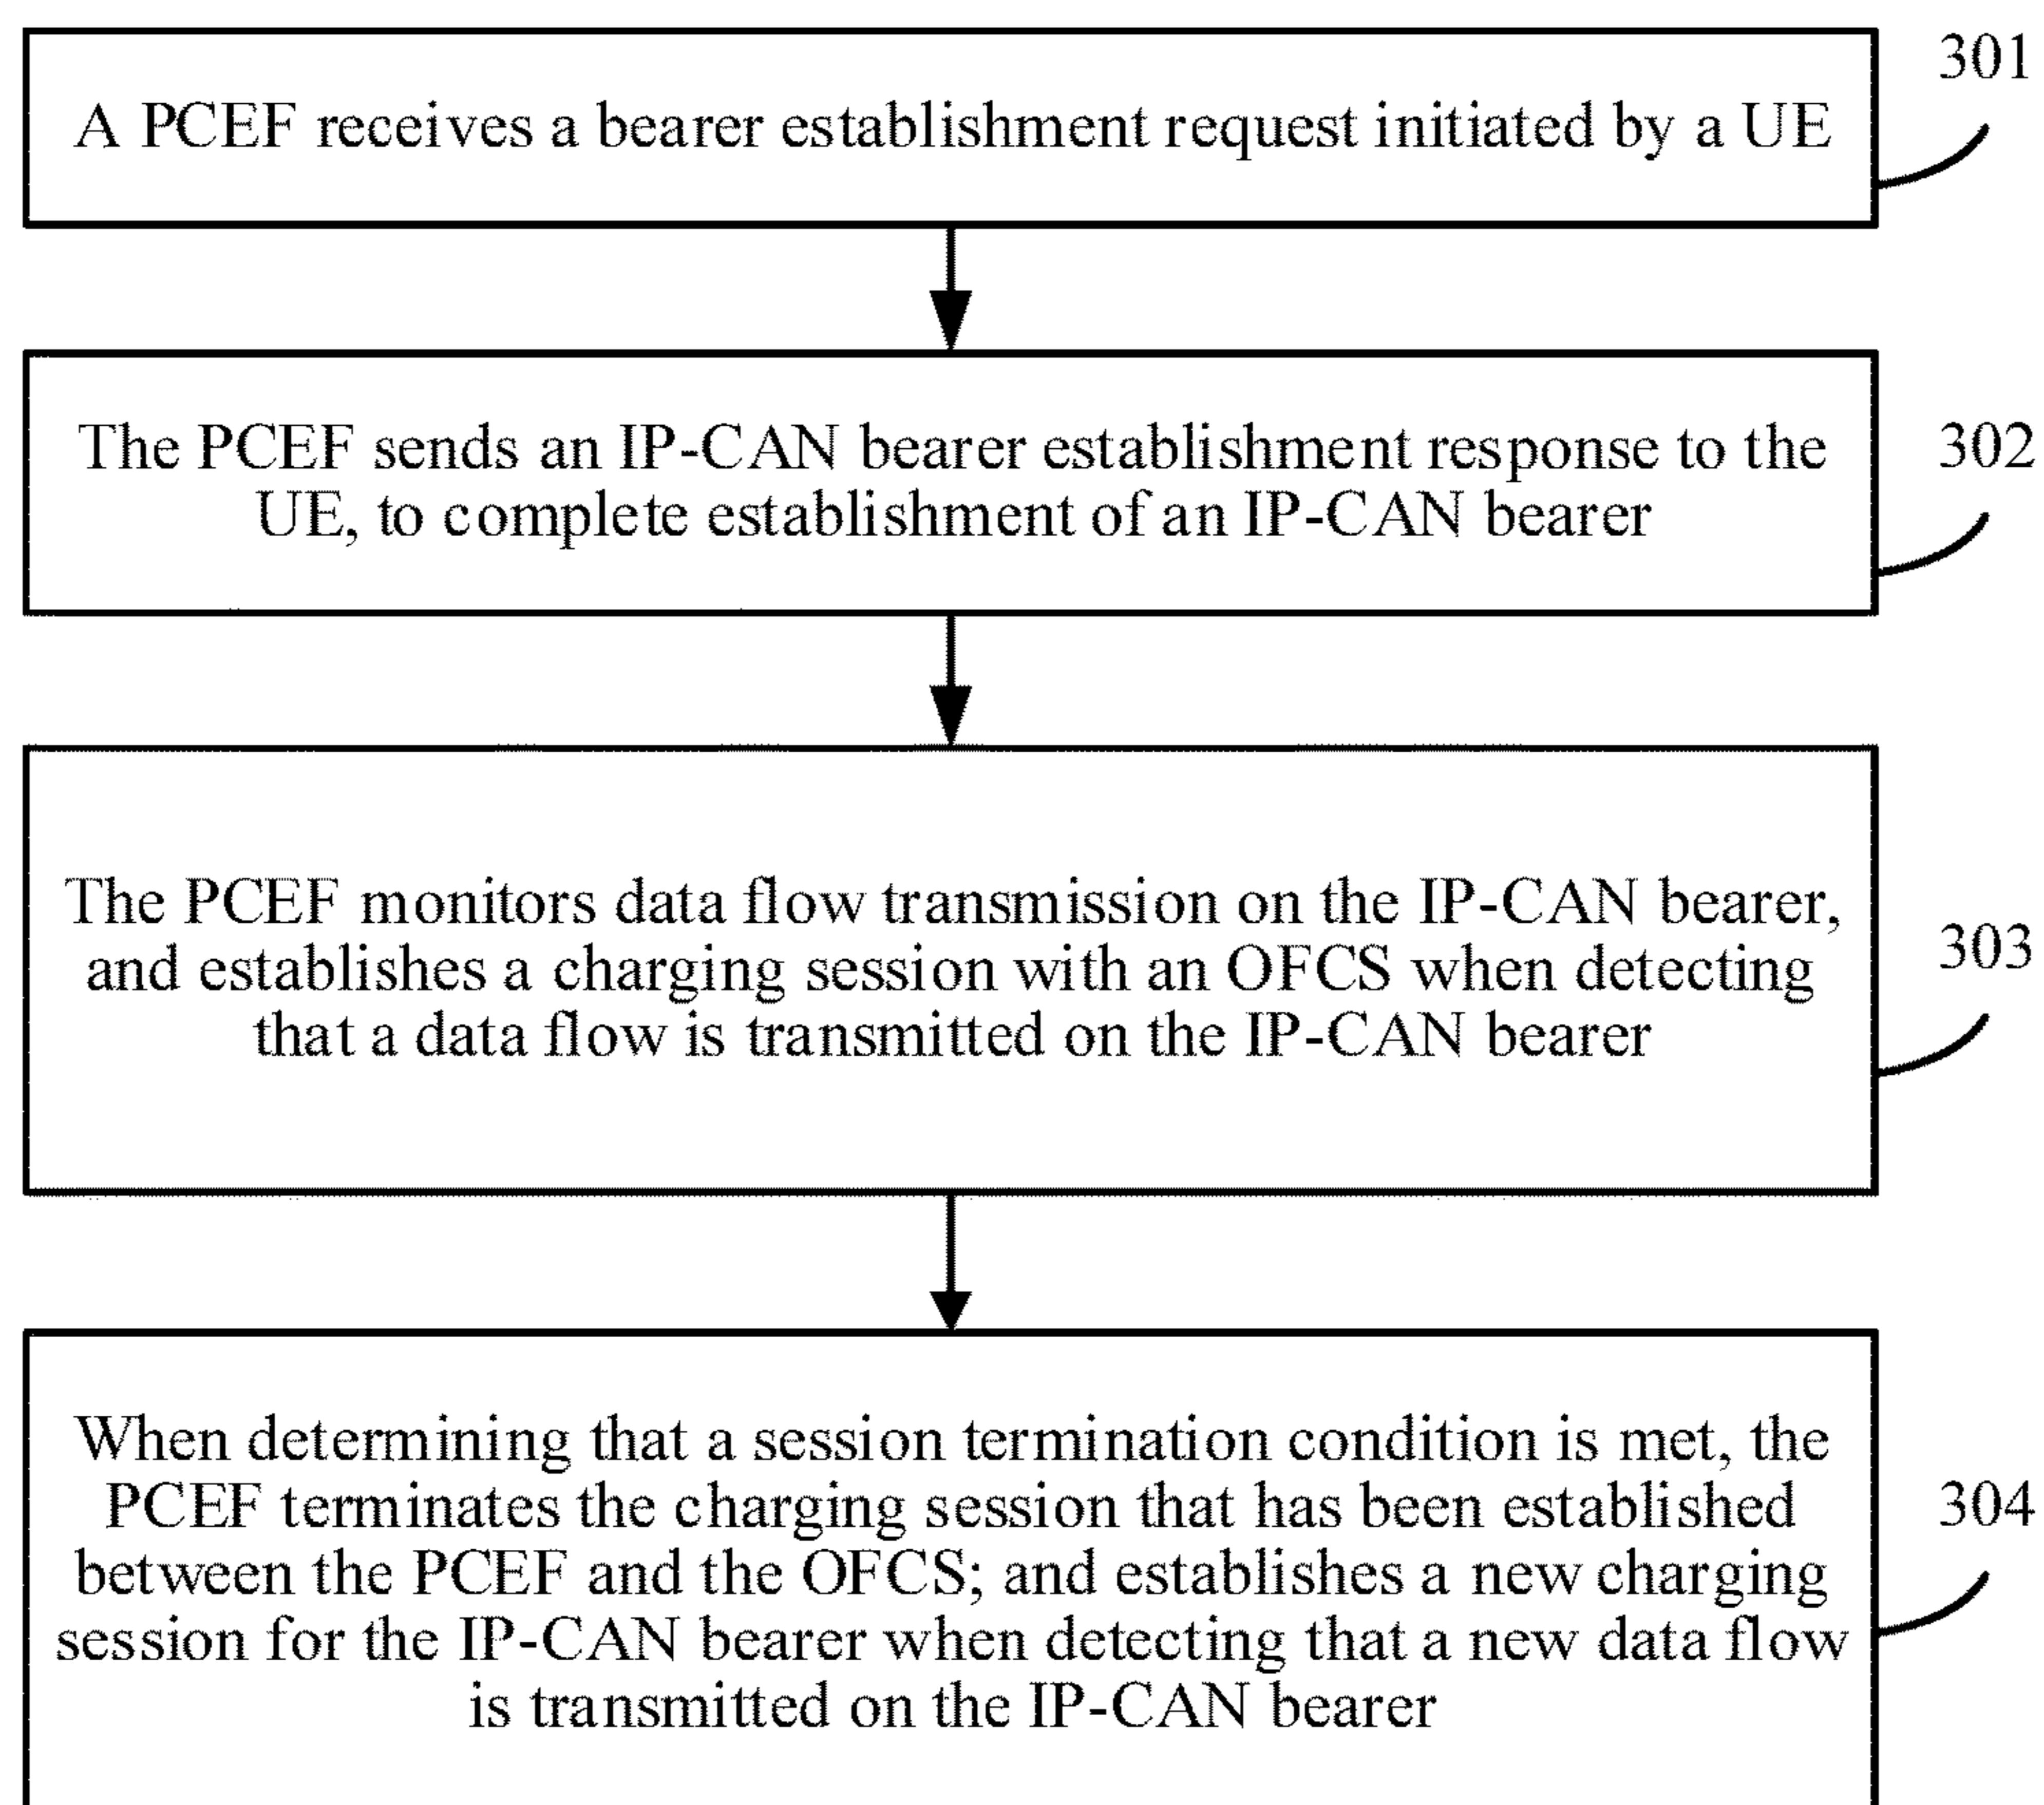 A PCEF receives a bearer establishment request initiated by a UE
301
The PCEF sends an IP-CAN bearer establishment response to the
UE, to complete establishment of an IP-CAN bearer
302
The PCEF monitors data flow transmission on the IP-CAN bearer,
and establishes a charging session with an OFCS when detecting
that a data flow is transmitted on the IP-CAN bearer
303
When determining that a session termination condition is met, the
PCEF terminates the charging session that has been established
between the PCEF and the OFCS; and establishes a new charging
session for the IP-CAN bearer when detecting that a new data flow
is transmitted on the IP-CAN bearer
304